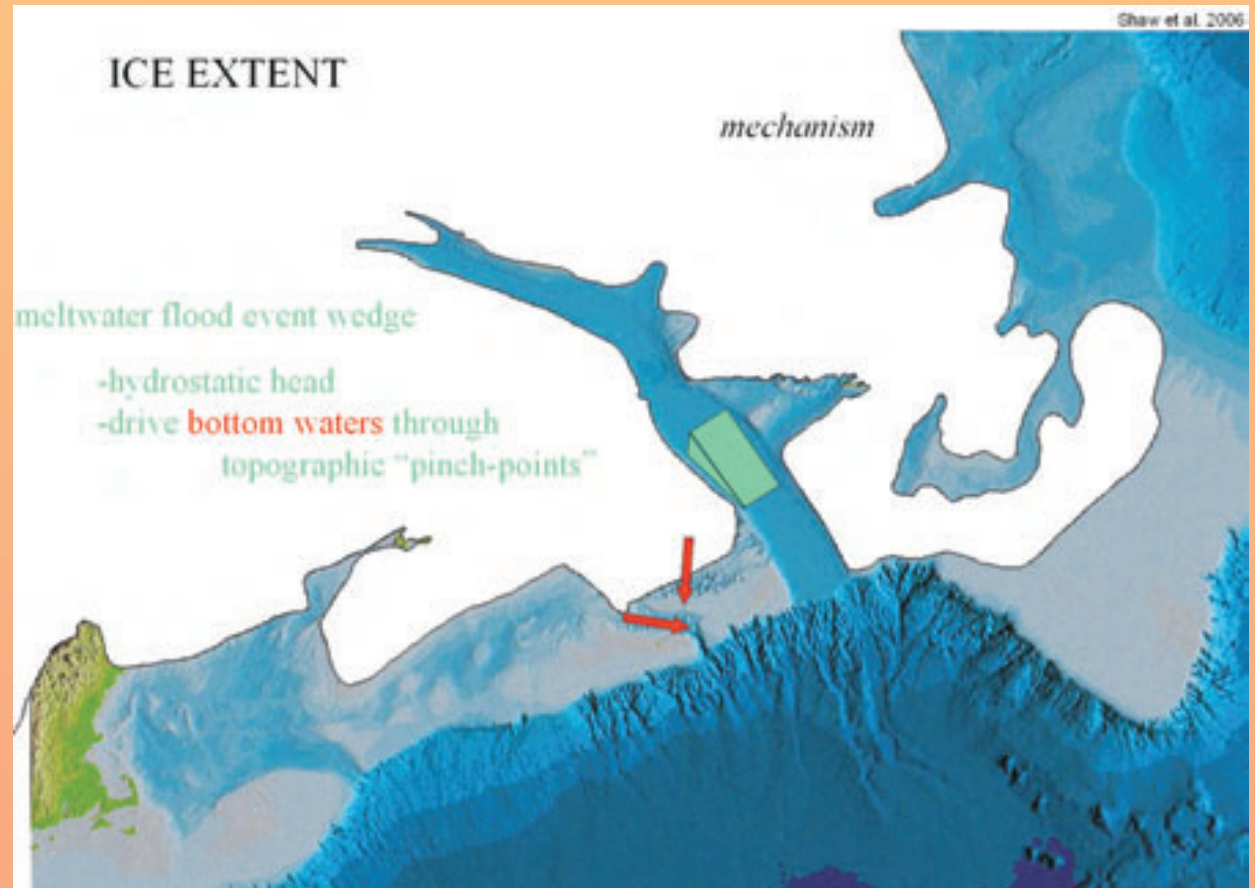 Shaw et al. 2006
ICE EXTENT
mechanism
meltwater flood event wedge
-hydrostatic head
-drive bottom waters through
topographic “pinch-points”